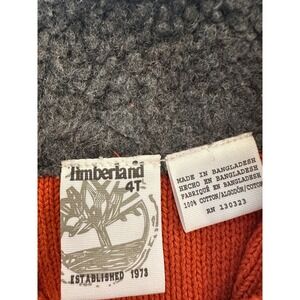 Timberland
4T
ESTABLISHED 1973
MADE IN BANGLADESH
HECHO EN BANGLADESH
FABRIQUÉ EN BANGLADESH
100% COTTON/ALGODÓN/COTON
RN 130323